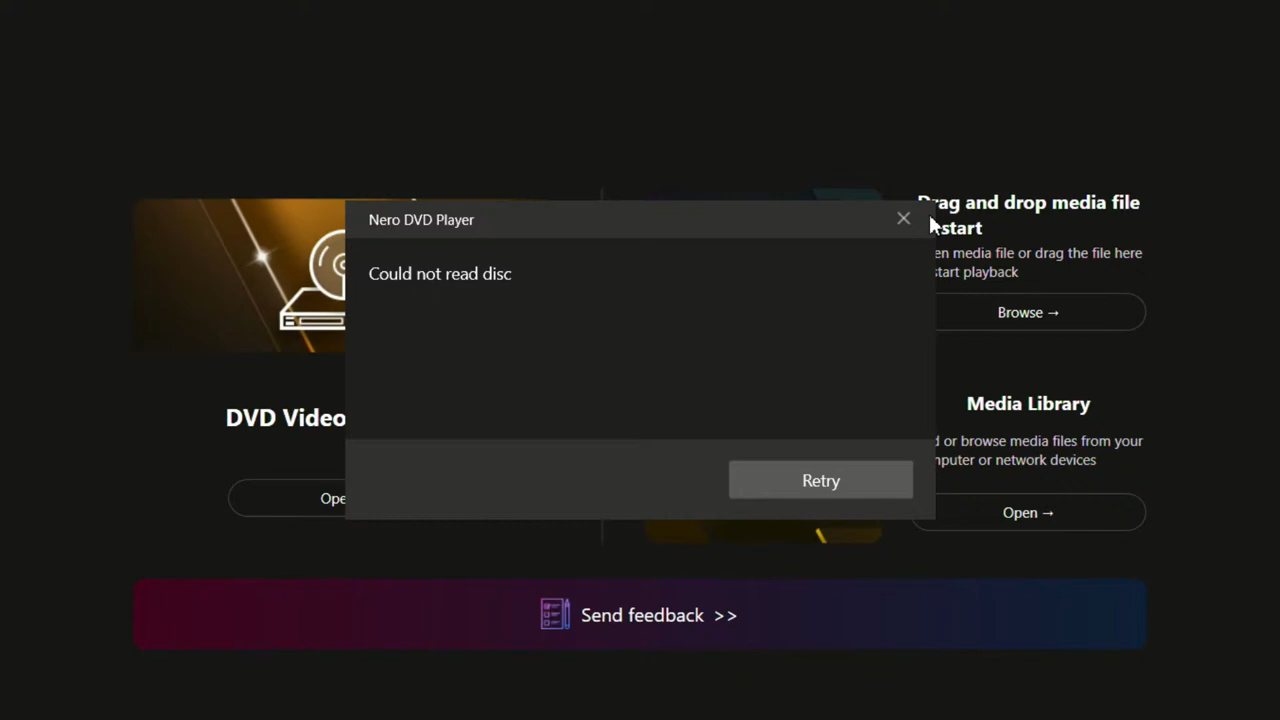 Nero DVD Player
Could not read disc
Retry
DVD Video
Ope
Drag and drop media file
start
en media file or drag the file here
start playback
Browse →
Media Library
d or browse media files from your
mputer or network devices
Open →
Send feedback >>